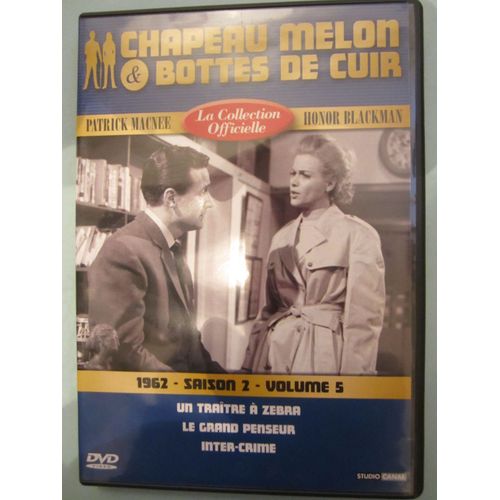 CHAPEAU MELON
& BOTTES DE CUIR
PATRICK MACNEE
La Collection
Officielle
HONOR BLACKMAN
1962 - SAISON 2 - VOLUME 5
UN TRAÎTRE À ZEBRA
LE GRAND PENSEUR
INTER-CRIME
DVD
VIDEO
STUDIO CANAL